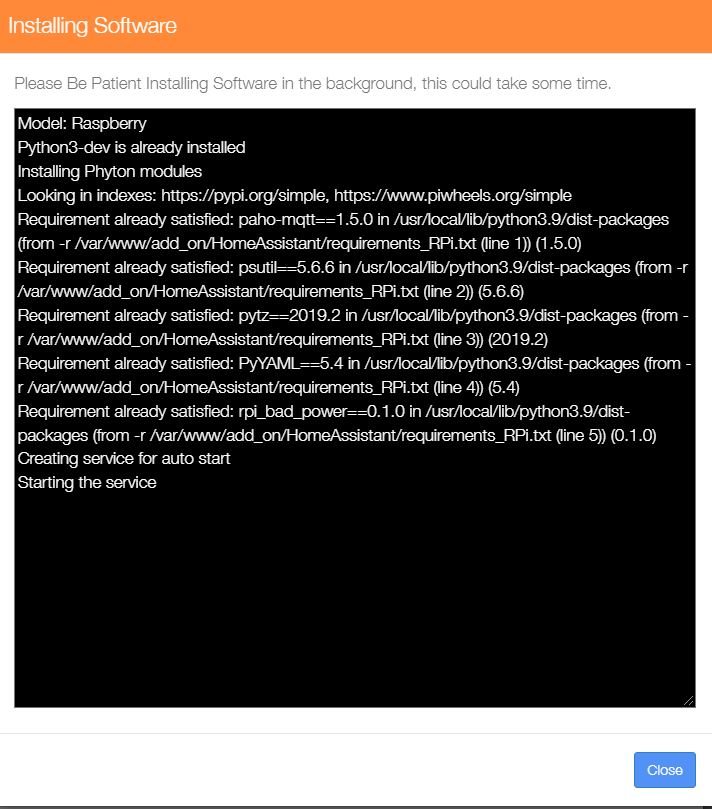 Installing Software
Please Be Patient Installing Software in the background, this could take some time.
Model: Raspberry
Python3-dev is already installed
Installing Phyton modules
Looking in indexes: https://pypi.org/simple, https://www.piwheels.org/simple
Requirement already satisfied: paho-mqtt==1.5.0 in /usr/local/lib/python3.9/dist-packages
(from -r /var/www/add_on/HomeAssistant/requirements_RPi.txt (line 1)) (1.5.0)
Requirement already satisfied: psutil==5.6.6 in /usr/local/lib/python3.9/dist-packages (from -r
/var/www/add_on/HomeAssistant/requirements_RPi.txt (line 2)) (5.6.6)
Requirement already satisfied: pytz==2019.2 in /usr/local/lib/python3.9/dist-packages (from -
r /var/www/add_on/HomeAssistant/requirements_RPi.txt (line 3)) (2019.2)
Requirement already satisfied: PyYAML==5.4 in /usr/local/lib/python3.9/dist-packages (from -
r /var/www/add_on/HomeAssistant/requirements_RPi.txt (line 4)) (5.4)
Requirement already satisfied: rpi_bad_power==0.1.0 in /usr/local/lib/python3.9/dist-
packages (from -r /var/www/add_on/HomeAssistant/requirements_RPi.txt (line 5)) (0.1.0)
Creating service for auto start
Starting the service
Close